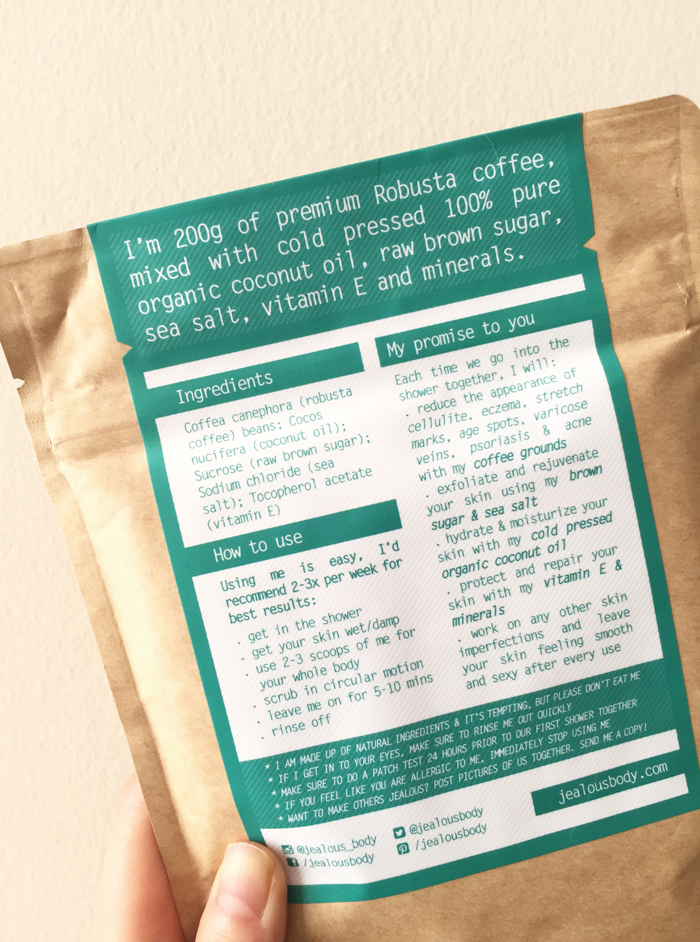 I'm 200g of premium Robusta coffee,
mixed with cold pressed 100% pure
organic coconut oil, raw brown sugar,
sea salt, vitamin E and minerals.
Ingredients
Coffea canephora (robusta
coffee) beans; Cocos
nucifera (coconut oil);
Sucrose (raw brown sugar);
Sodium chloride (sea
salt); Tocopherol acetate
(vitamin E)
How to use
Using me is easy, I'd
recommend 2-3x per week for
best results:
. get in the shower
. get your skin wet/damp
. use 2-3 scoops of me for
your whole body
. scrub in circular motion
. leave me on for 5-10 mins
. rinse off
My promise to you
Each time we go into the
shower together, I will:
. reduce the appearance of
cellulite, eczema, stretch
marks, age spots, varicose
veins, psoriasis & acne
with my coffee grounds
. exfoliate and rejuvenate
your skin using my brown
sugar & sea salt
. hydrate & moisturize your
skin with my cold pressed
organic coconut oil
. protect and repair your
skin with my vitamin E &
minerals
. work on any other skin
imperfections and leave
your skin feeling smooth
and sexy after every use
* I AM MADE UP OF NATURAL INGREDIENTS & IT'S TEMPTING, BUT PLEASE DON'T EAT ME
* IF I GET IN TO YOUR EYES, MAKE SURE TO RINSE ME OUT QUICKLY
* MAKE SURE TO DO A PATCH TEST 24 HOURS PRIOR TO OUR FIRST SHOWER TOGETHER
* IF YOU FEEL LIKE YOU ARE ALLERGIC TO ME, IMMEDIATELY STOP USING ME
* WANT TO MAKE OTHERS JEALOUS? POST PICTURES OF US TOGETHER. SEND ME A COPY!
@jealous_body
/jealousbody
@jealousbody
/jealousbody
jealousbody.com